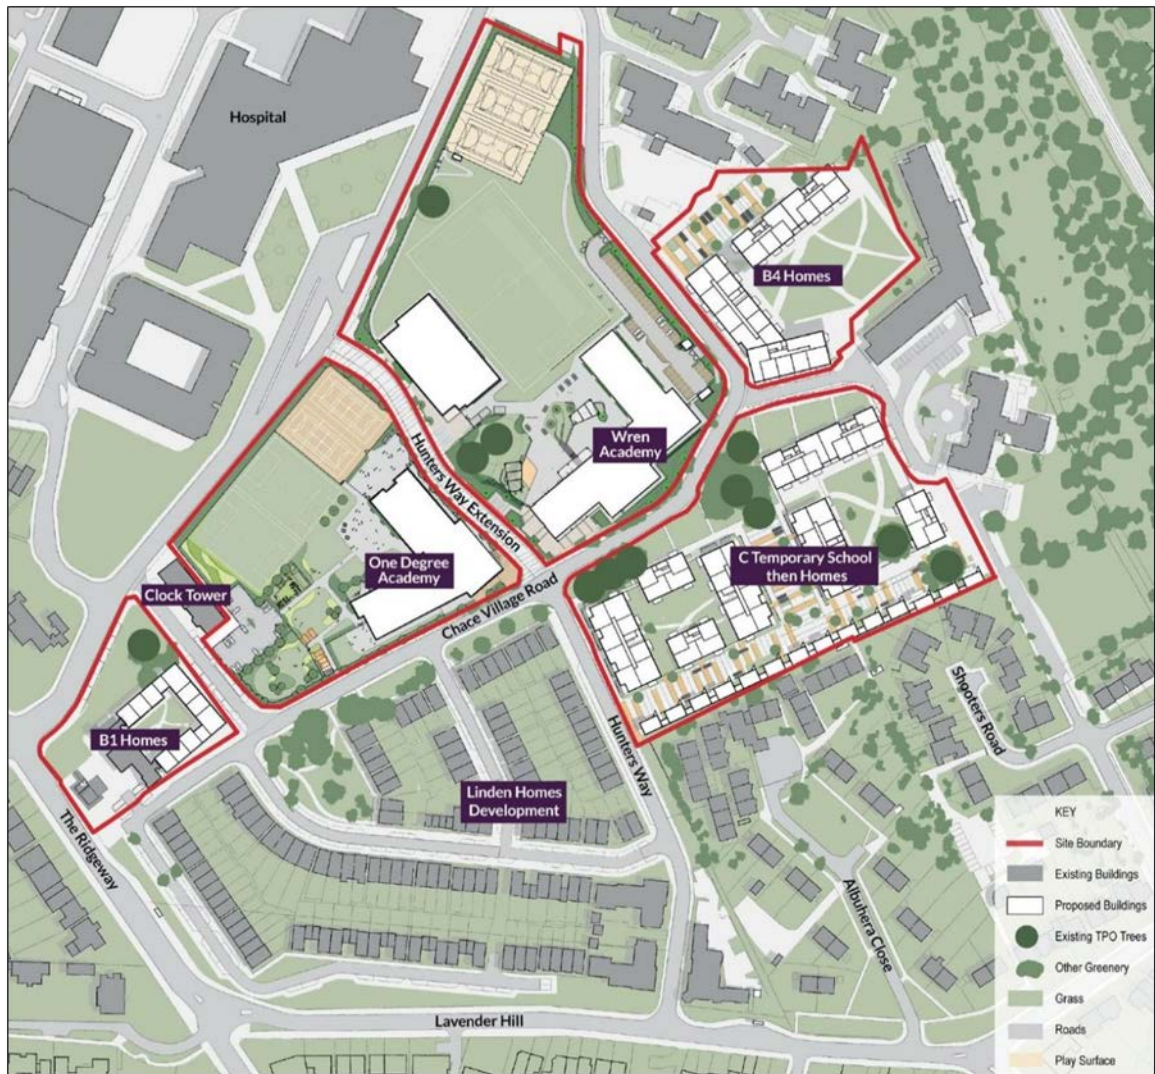 Hospital
B4 Homes
Wren
Academy
Hunters Way Extension
C Temporary School
then Homes
One Degree
Academy
Clock Tower
Chace Village Road
B1 Homes
Shooters Road
Hunters Way
Linden Homes
Development
The Ridgeway
Albuhera Close
Lavender Hill
KEY
Site Boundary
Existing Buildings
Proposed Buildings
Existing TPO Trees
Other Greenery
Grass
Roads
Play Surface